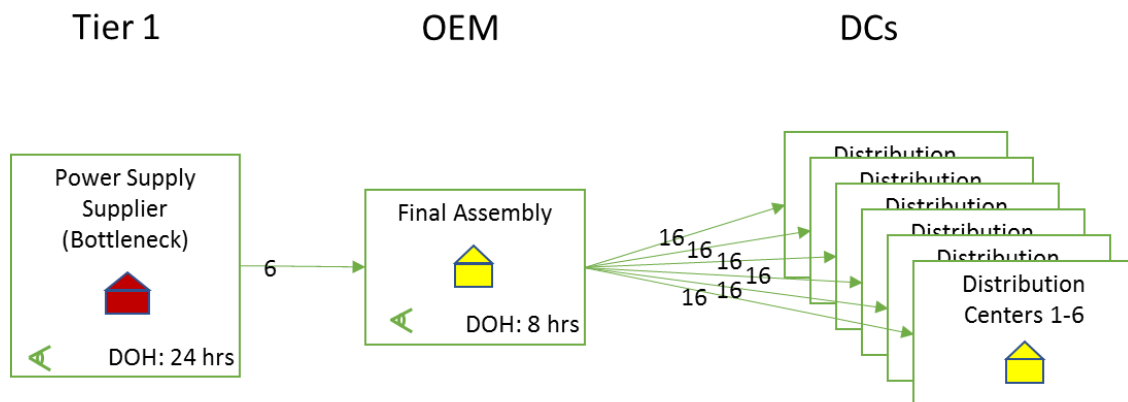 Tier 1
OEM
DCs
Power Supply
Supplier
(Bottleneck)
DOH: 24 hrs
6
Final Assembly
DOH: 8 hrs
16
16
16
16
16
16
Distribution
Distribution
Distribution
Distribution
Distribution
Distribution
Centers 1-6